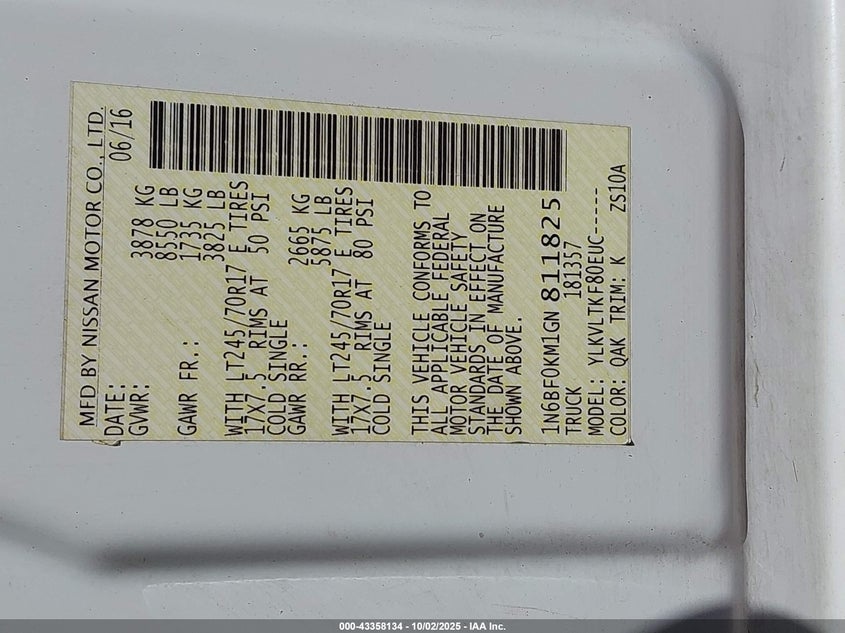 MFD BY NISSAN MOTOR CO., LTD.
DATE: 06/16
GVWR: 3878 KG
8550 LB
GAWR FR.: 1735 KG
3825 LB
WITH LT245/70R17 E TIRES
17X7.5 RIMS AT 50 PSI
COLD SINGLE
GAWR RR.: 2665 KG
5875 LB
WITH LT245/70R17 E TIRES
17X7.5 RIMS AT 80 PSI
COLD SINGLE
THIS VEHICLE CONFORMS TO
ALL APPLICABLE FEDERAL
MOTOR VEHICLE SAFETY
STANDARDS IN EFFECT ON
THE DATE OF MANUFACTURE
SHOWN ABOVE.
1N6BF0KM1GN 811825
TRUCK 181357
MODEL: YLKVLTKF80EUC-----
COLOR: QAK TRIM: K ZS10A
000-43358134 - 10/02/2025 - IAA Inc.